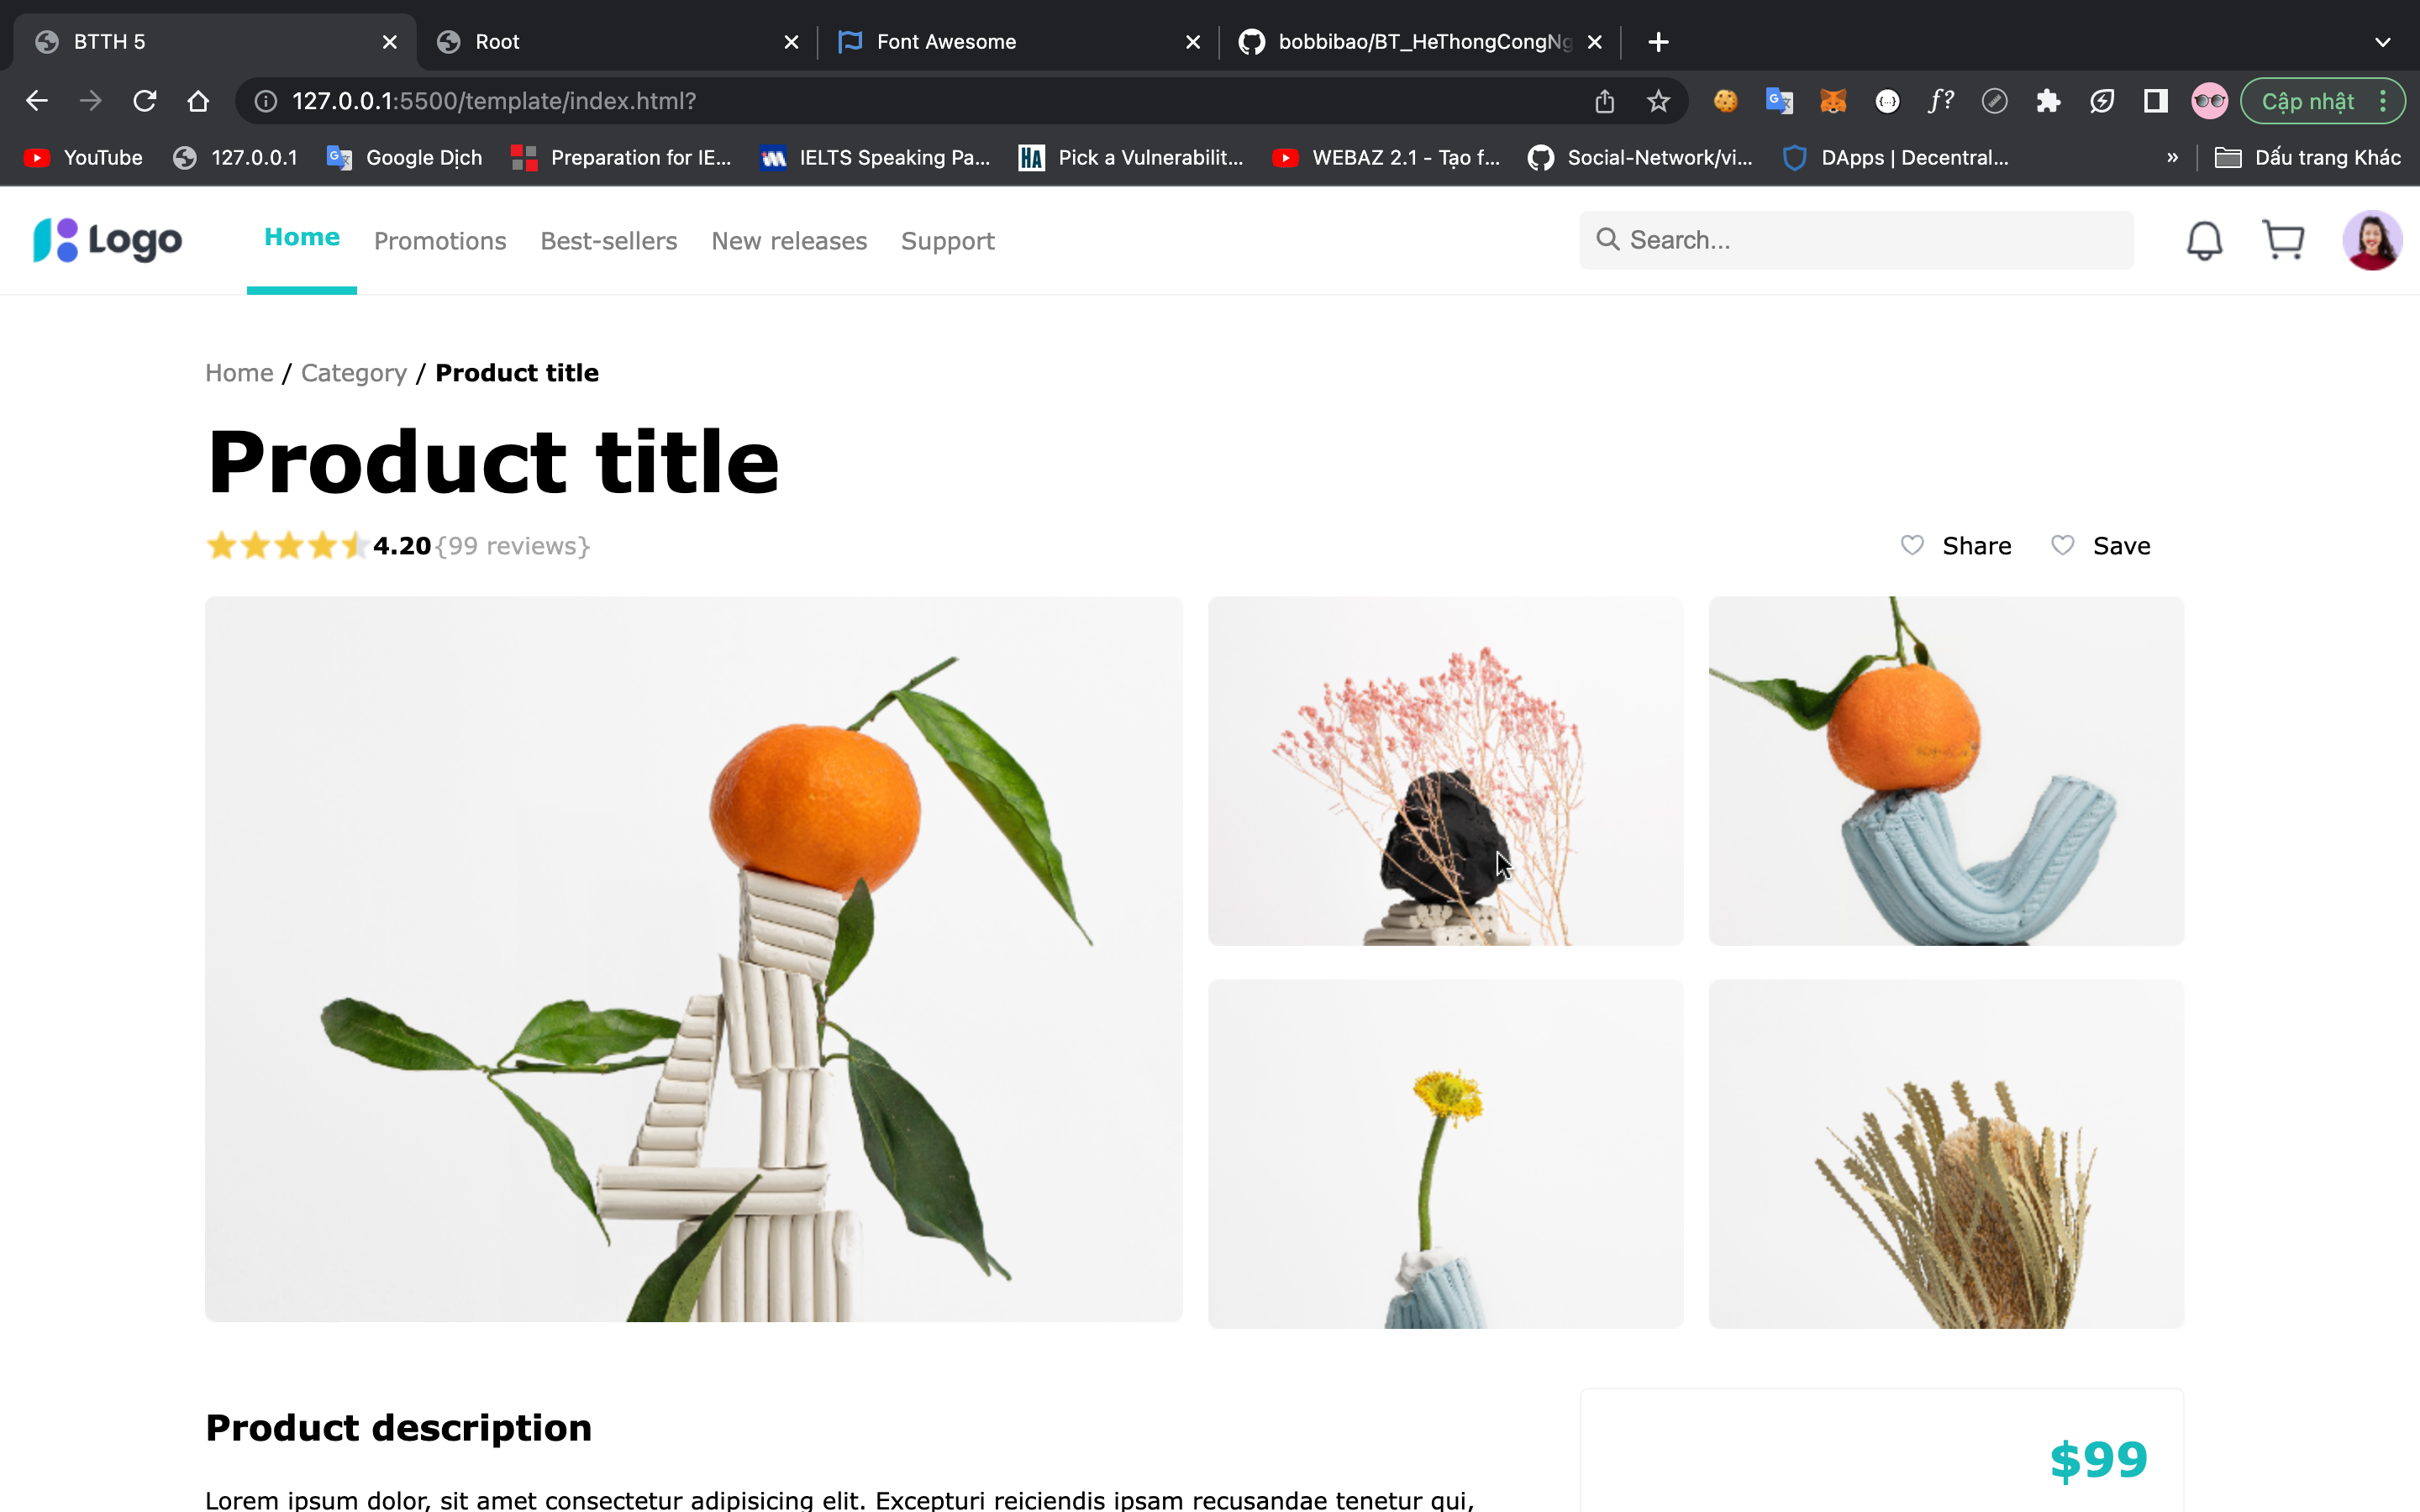 BTTH 5
Root
Font Awesome
bobbibao/BT_HeThongCongNg
127.0.0.1:5500/template/index.html?
Cập nhật
YouTube
127.0.0.1
Google Dịch
Preparation for IE...
IELTS Speaking Pa...
Pick a Vulnerabilit...
WEBAZ 2.1 - Tạo f...
Social-Network/vi...
DApps | Decentral...
»
Dấu trang Khác
Logo
Home
Promotions
Best-sellers
New releases
Support
Search...
Home / Category / Product title
Product title
4.20{99 reviews}
Share
Save
Product description
$99
Lorem ipsum dolor, sit amet consectetur adipisicing elit. Excepturi reiciendis ipsam recusandae tenetur qui,